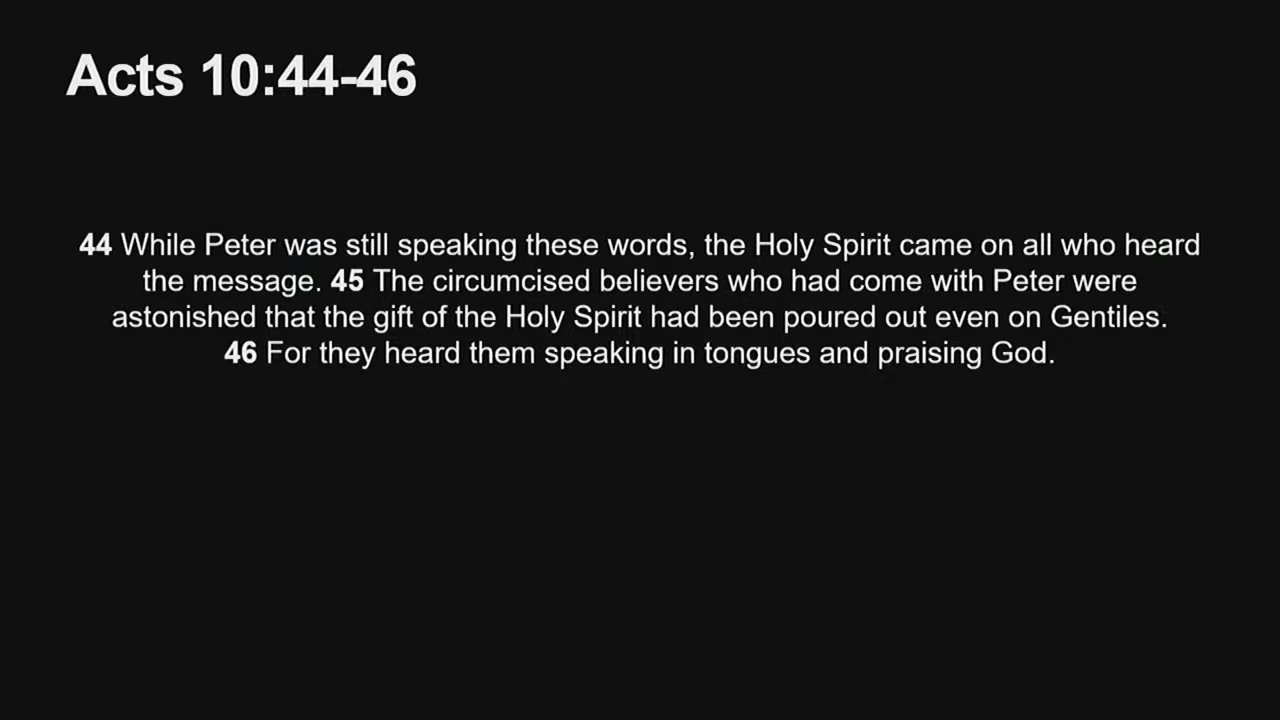 Acts 10:44-46
44 While Peter was still speaking these words, the Holy Spirit came on all who heard
the message. 45 The circumcised believers who had come with Peter were
astonished that the gift of the Holy Spirit had been poured out even on Gentiles.
46 For they heard them speaking in tongues and praising God.